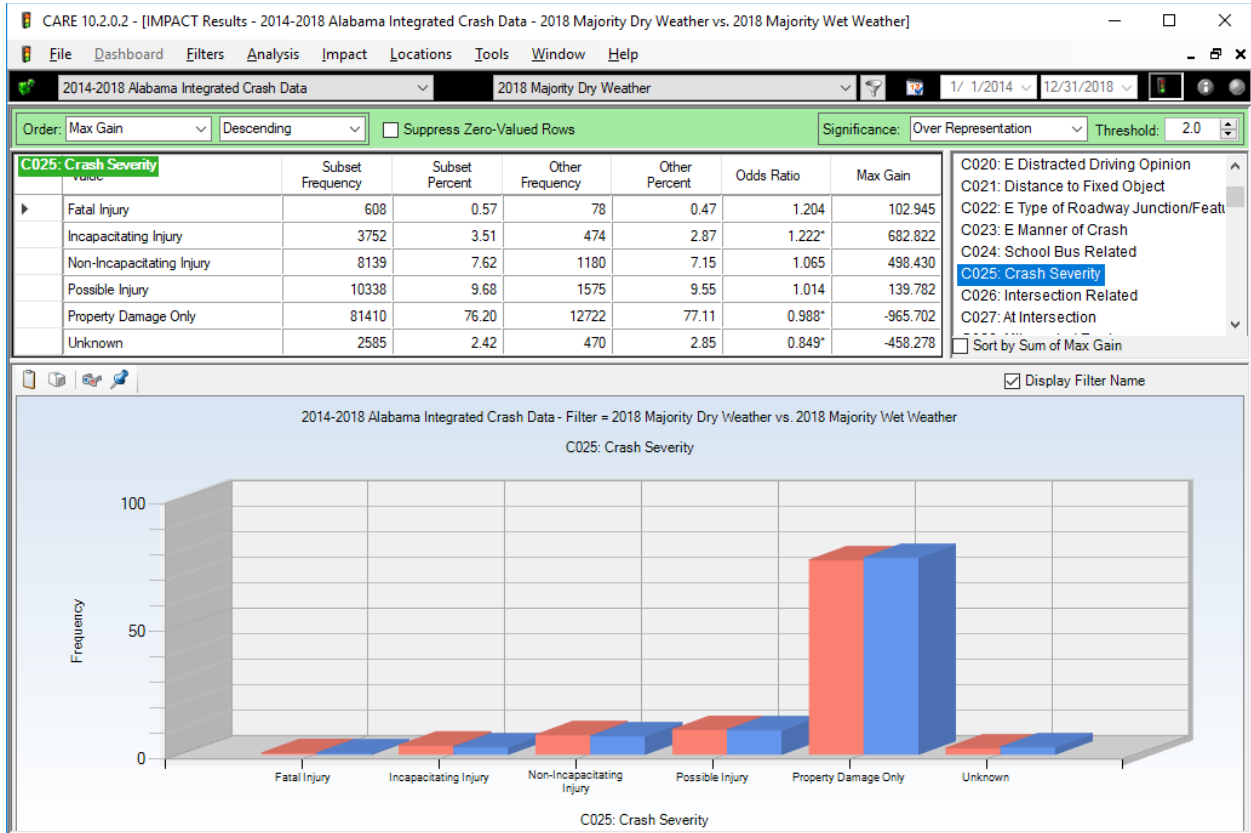 CARE 10.2.0.2 - [IMPACT Results - 2014-2018 Alabama Integrated Crash Data - 2018 Majority Dry Weather vs. 2018 Majority Wet Weather]
File Dashboard Filters Analysis Impact Locations Tools Window Help
2014-2018 Alabama Integrated Crash Data 2018 Majority Dry Weather 1/ 1/2014 12/31/2018
Order: Max Gain Descending Suppress Zero-Valued Rows Significance: Over Representation Threshold: 2.0
C025: Crash Severity Subset Frequency Subset Percent Other Frequency Other Percent Odds Ratio Max Gain
Fatal Injury 608 0.57 78 0.47 1.204 102.945
Incapacitating Injury 3752 3.51 474 2.87 1.222* 682.822
Non-Incapacitating Injury 8139 7.62 1180 7.15 1.065 498.430
Possible Injury 10338 9.68 1575 9.55 1.014 139.782
Property Damage Only 81410 76.20 12722 77.11 0.988* -965.702
Unknown 2585 2.42 470 2.85 0.849* -458.278
C020: E Distracted Driving Opinion
C021: Distance to Fixed Object
C022: E Type of Roadway Junction/Featu
C023: E Manner of Crash
C024: School Bus Related
C025: Crash Severity
C026: Intersection Related
C027: At Intersection
Sort by Sum of Max Gain
Display Filter Name
2014-2018 Alabama Integrated Crash Data - Filter = 2018 Majority Dry Weather vs. 2018 Majority Wet Weather
C025: Crash Severity
100
50
0
Frequency
Fatal Injury
Incapacitating Injury
Non-Incapacitating
Injury
Possible Injury
Property Damage Only
Unknown
C025: Crash Severity